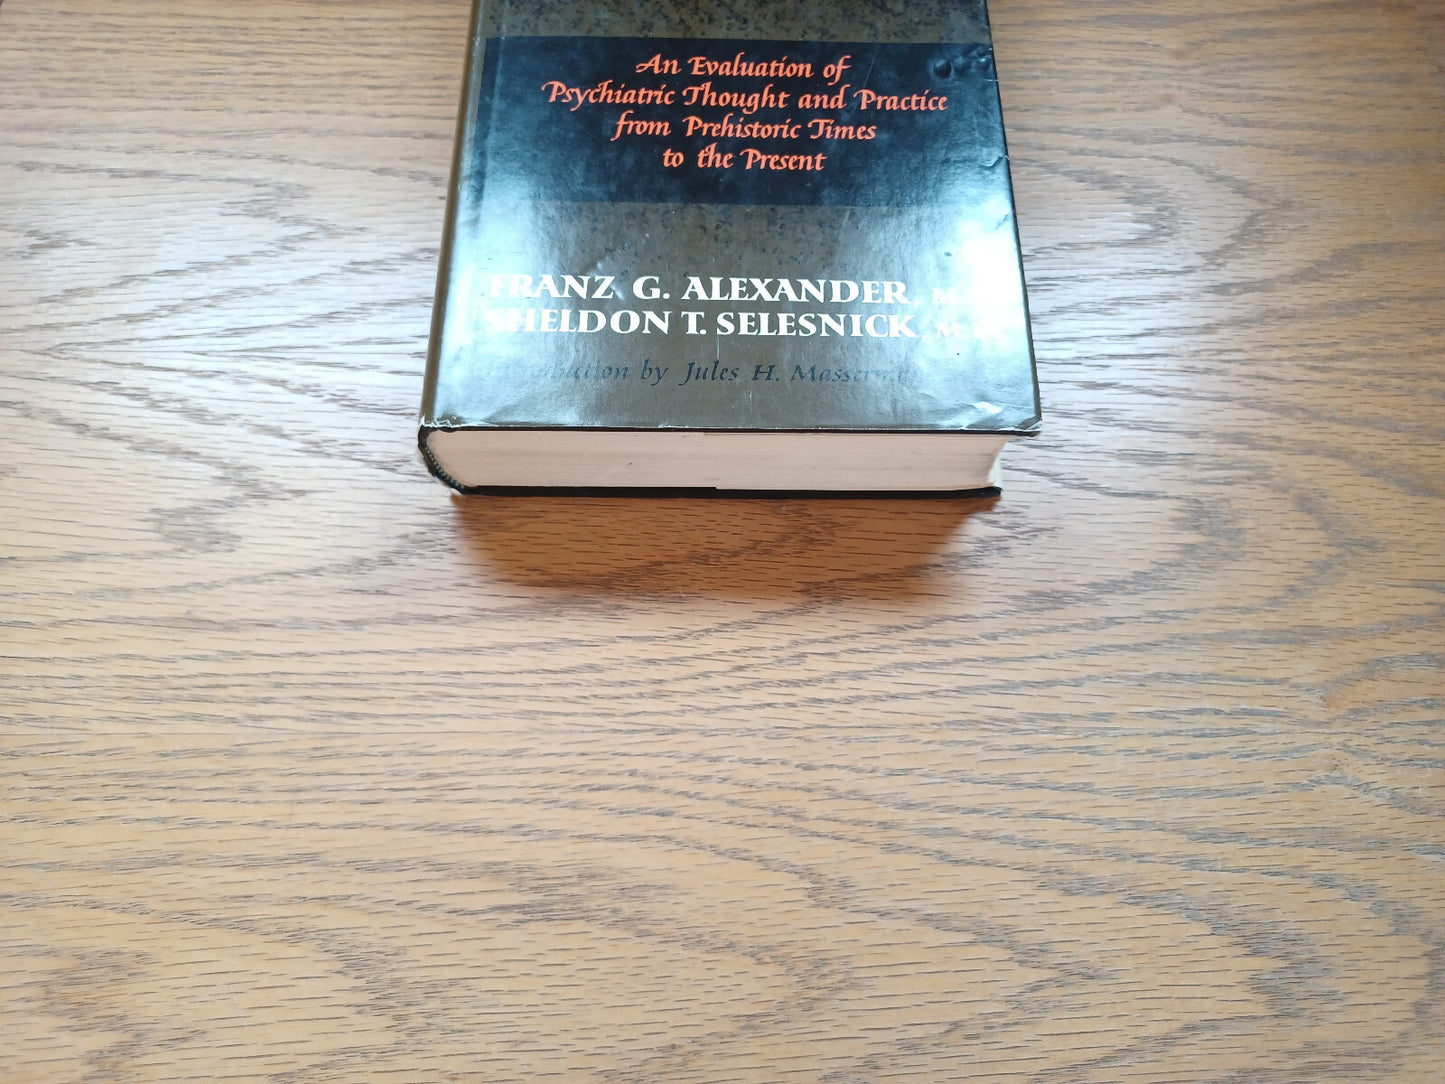 An Evaluation of
Psychiatric Thought and Practice
from Prehistoric Times
to the Present
FRANZ G. ALEXANDER,
SHELDON T. SELESNICK,
by Jules H.